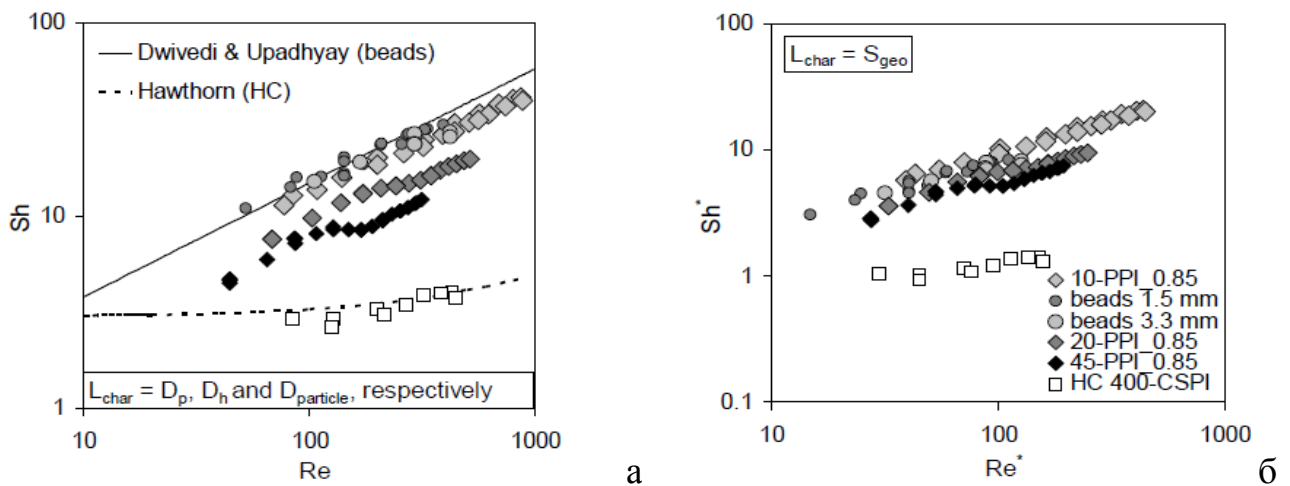 100
Dwivedi & Upadhyay (beads)
Hawthorn (HC)
Sh
10
L_char = D_p, D_h and D_particle, respectively
1
10
100
1000
Re
а
100
L_char = S_geo
10
Sh*
1
10-PPI_0.85
beads 1.5 mm
beads 3.3 mm
20-PPI_0.85
45-PPI_0.85
HC 400-CSPI
0.1
10
100
1000
Re*
б